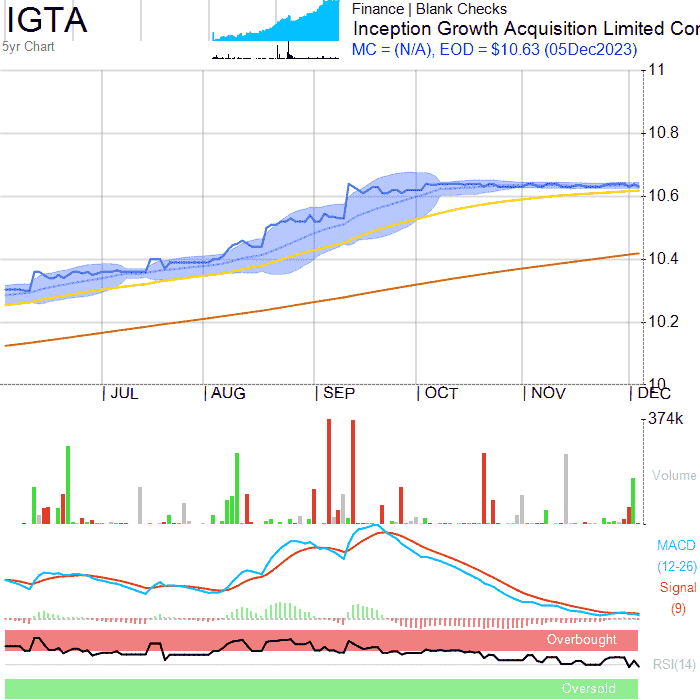 IGTA
5yr Chart
Finance | Blank Checks
Inception Growth Acquisition Limited Cor
MC = (N/A), EOD = $10.63 (05Dec2023)
11
10.8
10.6
10.4
10.2
10
JUL AUG SEP OCT NOV DEC
374k
Volume
MACD
(12-26)
Signal
(9)
Overbought
RSI(14)
Oversold